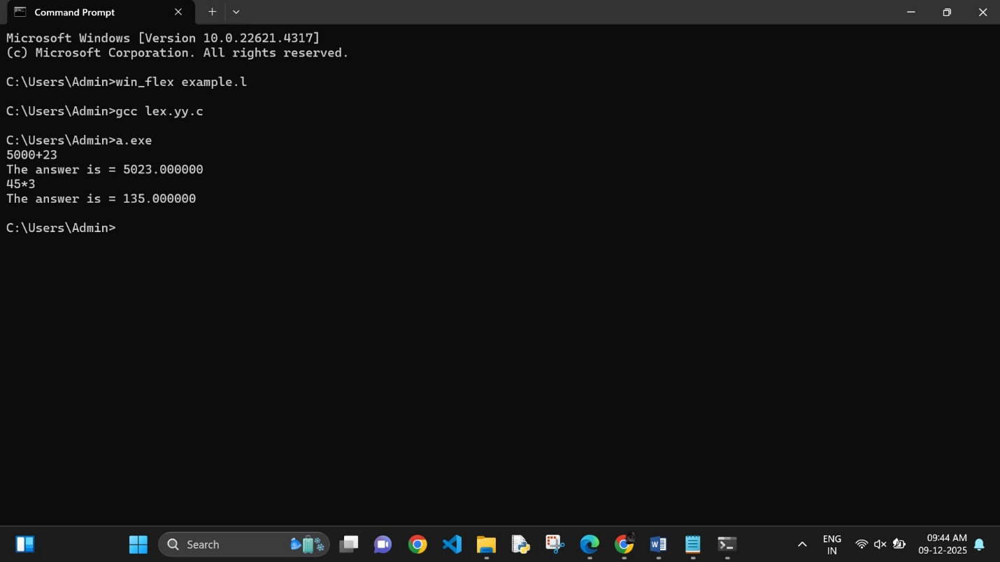 Command Prompt
Microsoft Windows [Version 10.0.22621.4317]
(c) Microsoft Corporation. All rights reserved.
C:\Users\Admin>win_flex example.l
C:\Users\Admin>gcc lex.yy.c
C:\Users\Admin>a.exe
5000+23
The answer is = 5023.000000
45*3
The answer is = 135.000000
C:\Users\Admin>
Search
ENG
IN
09:44 AM
09-12-2025